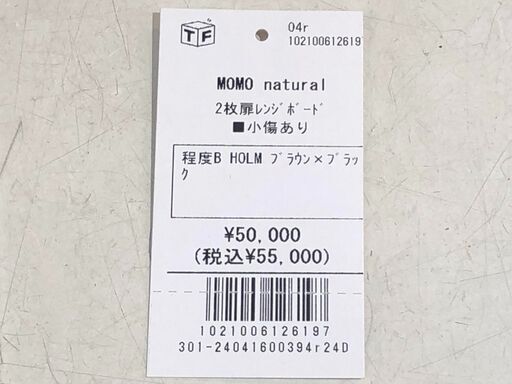 TF
04r
1021006126197
MOMO natural
2枚扉ﾚﾝｼﾞﾎﾞｰﾄﾞ
■小傷あり
程度B HOLM ﾌﾞﾗｳﾝ×ﾌﾞﾗｯ
ｸ
¥50,000
(税込¥55,000)
1021006126197
301-24041600394r24D